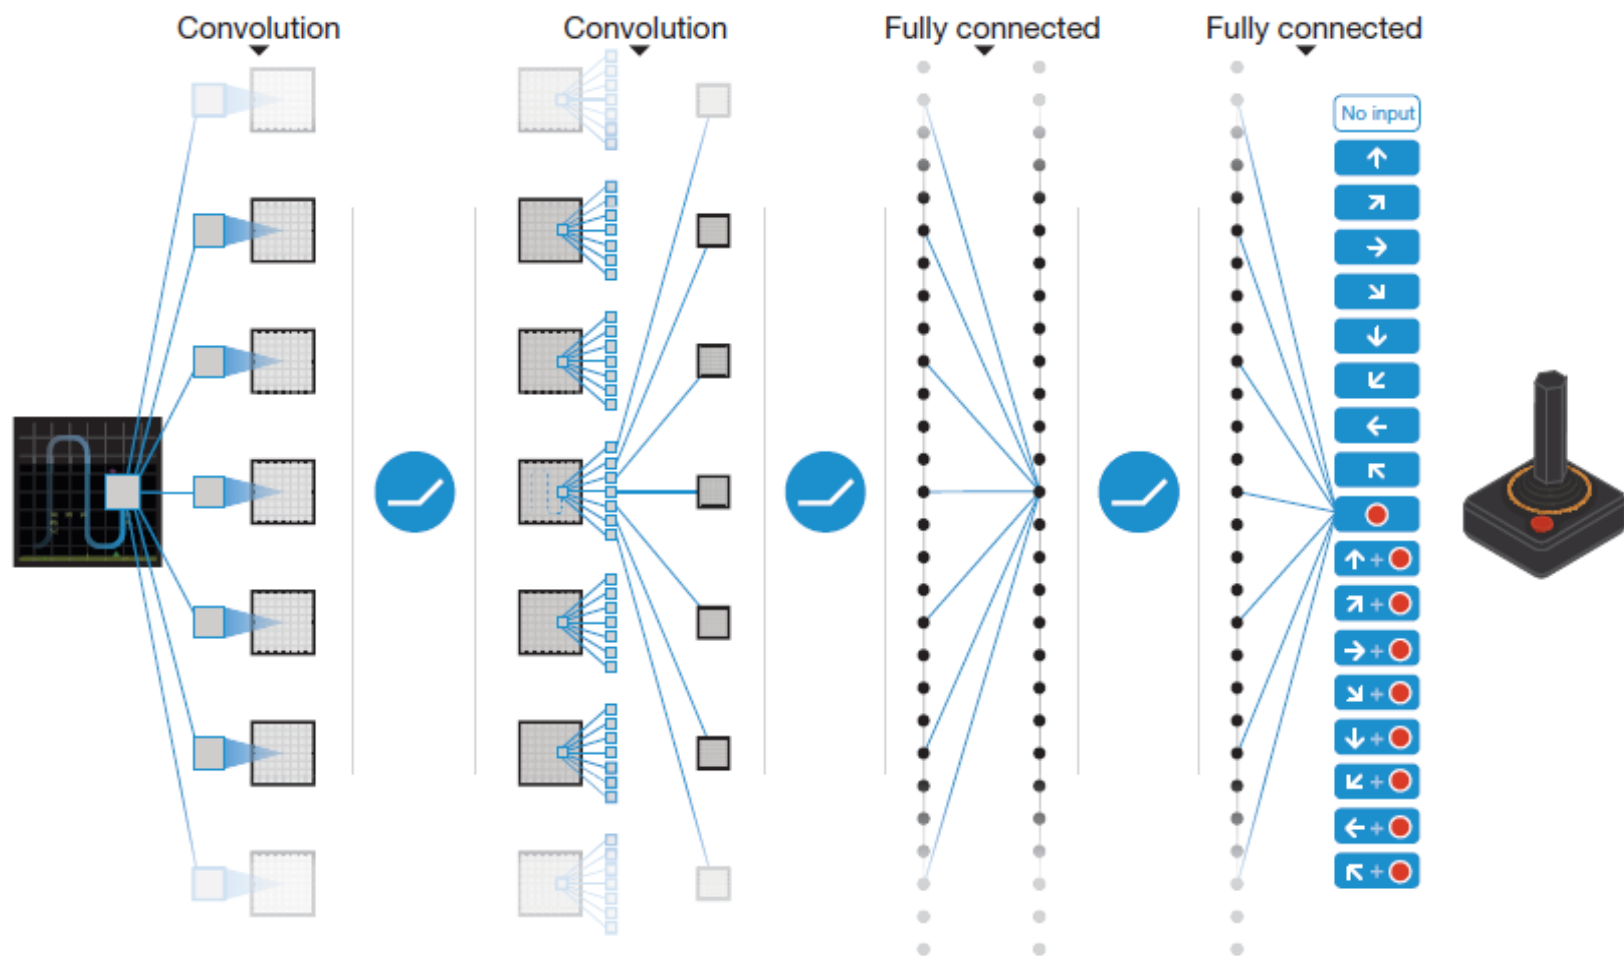 Convolution
Convolution
Fully connected
Fully connected
No input
+
+
+
+
+
+
+
+